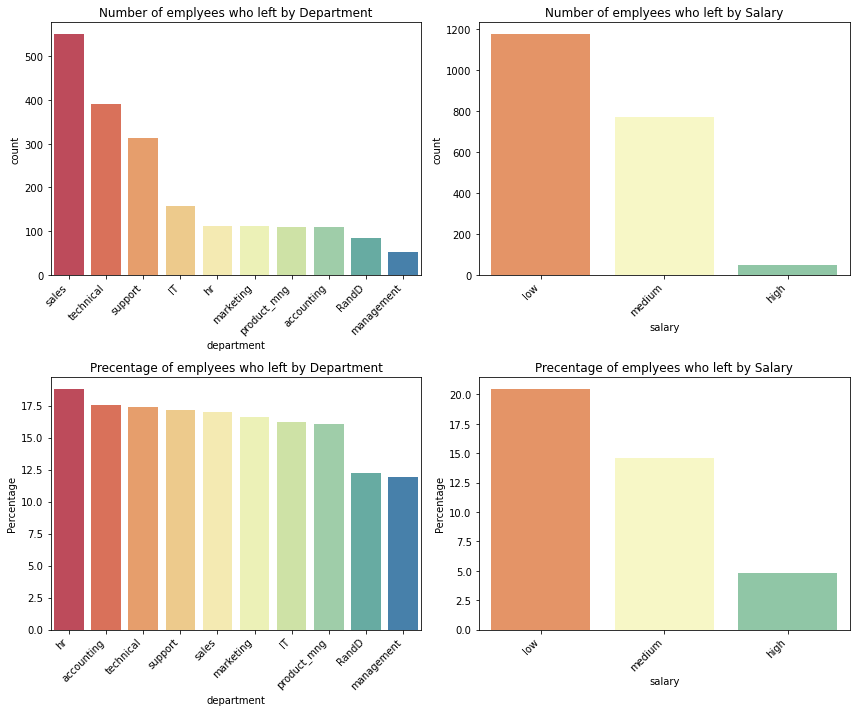 Number of emplyees who left by Department
count
500
400
300
200
100
0
sales
technical
support
IT
hr
marketing
product_mng
accounting
RandD
management
department
Number of emplyees who left by Salary
count
1200
1000
800
600
400
200
0
low
medium
high
salary
Precentage of emplyees who left by Department
Percentage
17.5
15.0
12.5
10.0
7.5
5.0
2.5
0.0
hr
accounting
technical
support
sales
marketing
IT
product_mng
RandD
management
department
Precentage of emplyees who left by Salary
Percentage
20.0
17.5
15.0
12.5
10.0
7.5
5.0
2.5
0.0
low
medium
high
salary